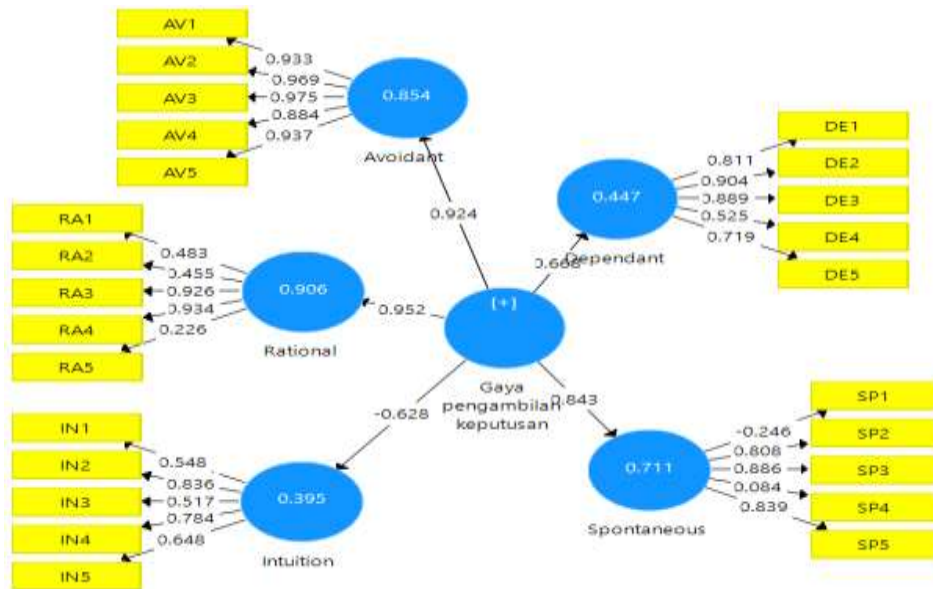 AV1
AV2
AV3
AV4
AV5
0.933
0.969
0.975
0.884
0.937
0.854
Avoidant
DE1
DE2
DE3
DE4
DE5
0.811
0.904
0.889
0.525
0.719
0.447
Dependant
0.924
RA1
RA2
RA3
RA4
RA5
0.483
0.455
0.926
0.934
0.226
0.906
Rational
0.952
[+]
Gaya
pengambilan
keputusan
-0.628
0.843
IN1
IN2
IN3
IN4
IN5
0.548
0.836
0.517
0.784
0.648
0.395
Intuition
SP1
SP2
SP3
SP4
SP5
-0.246
0.808
0.886
0.084
0.839
0.711
Spontaneous